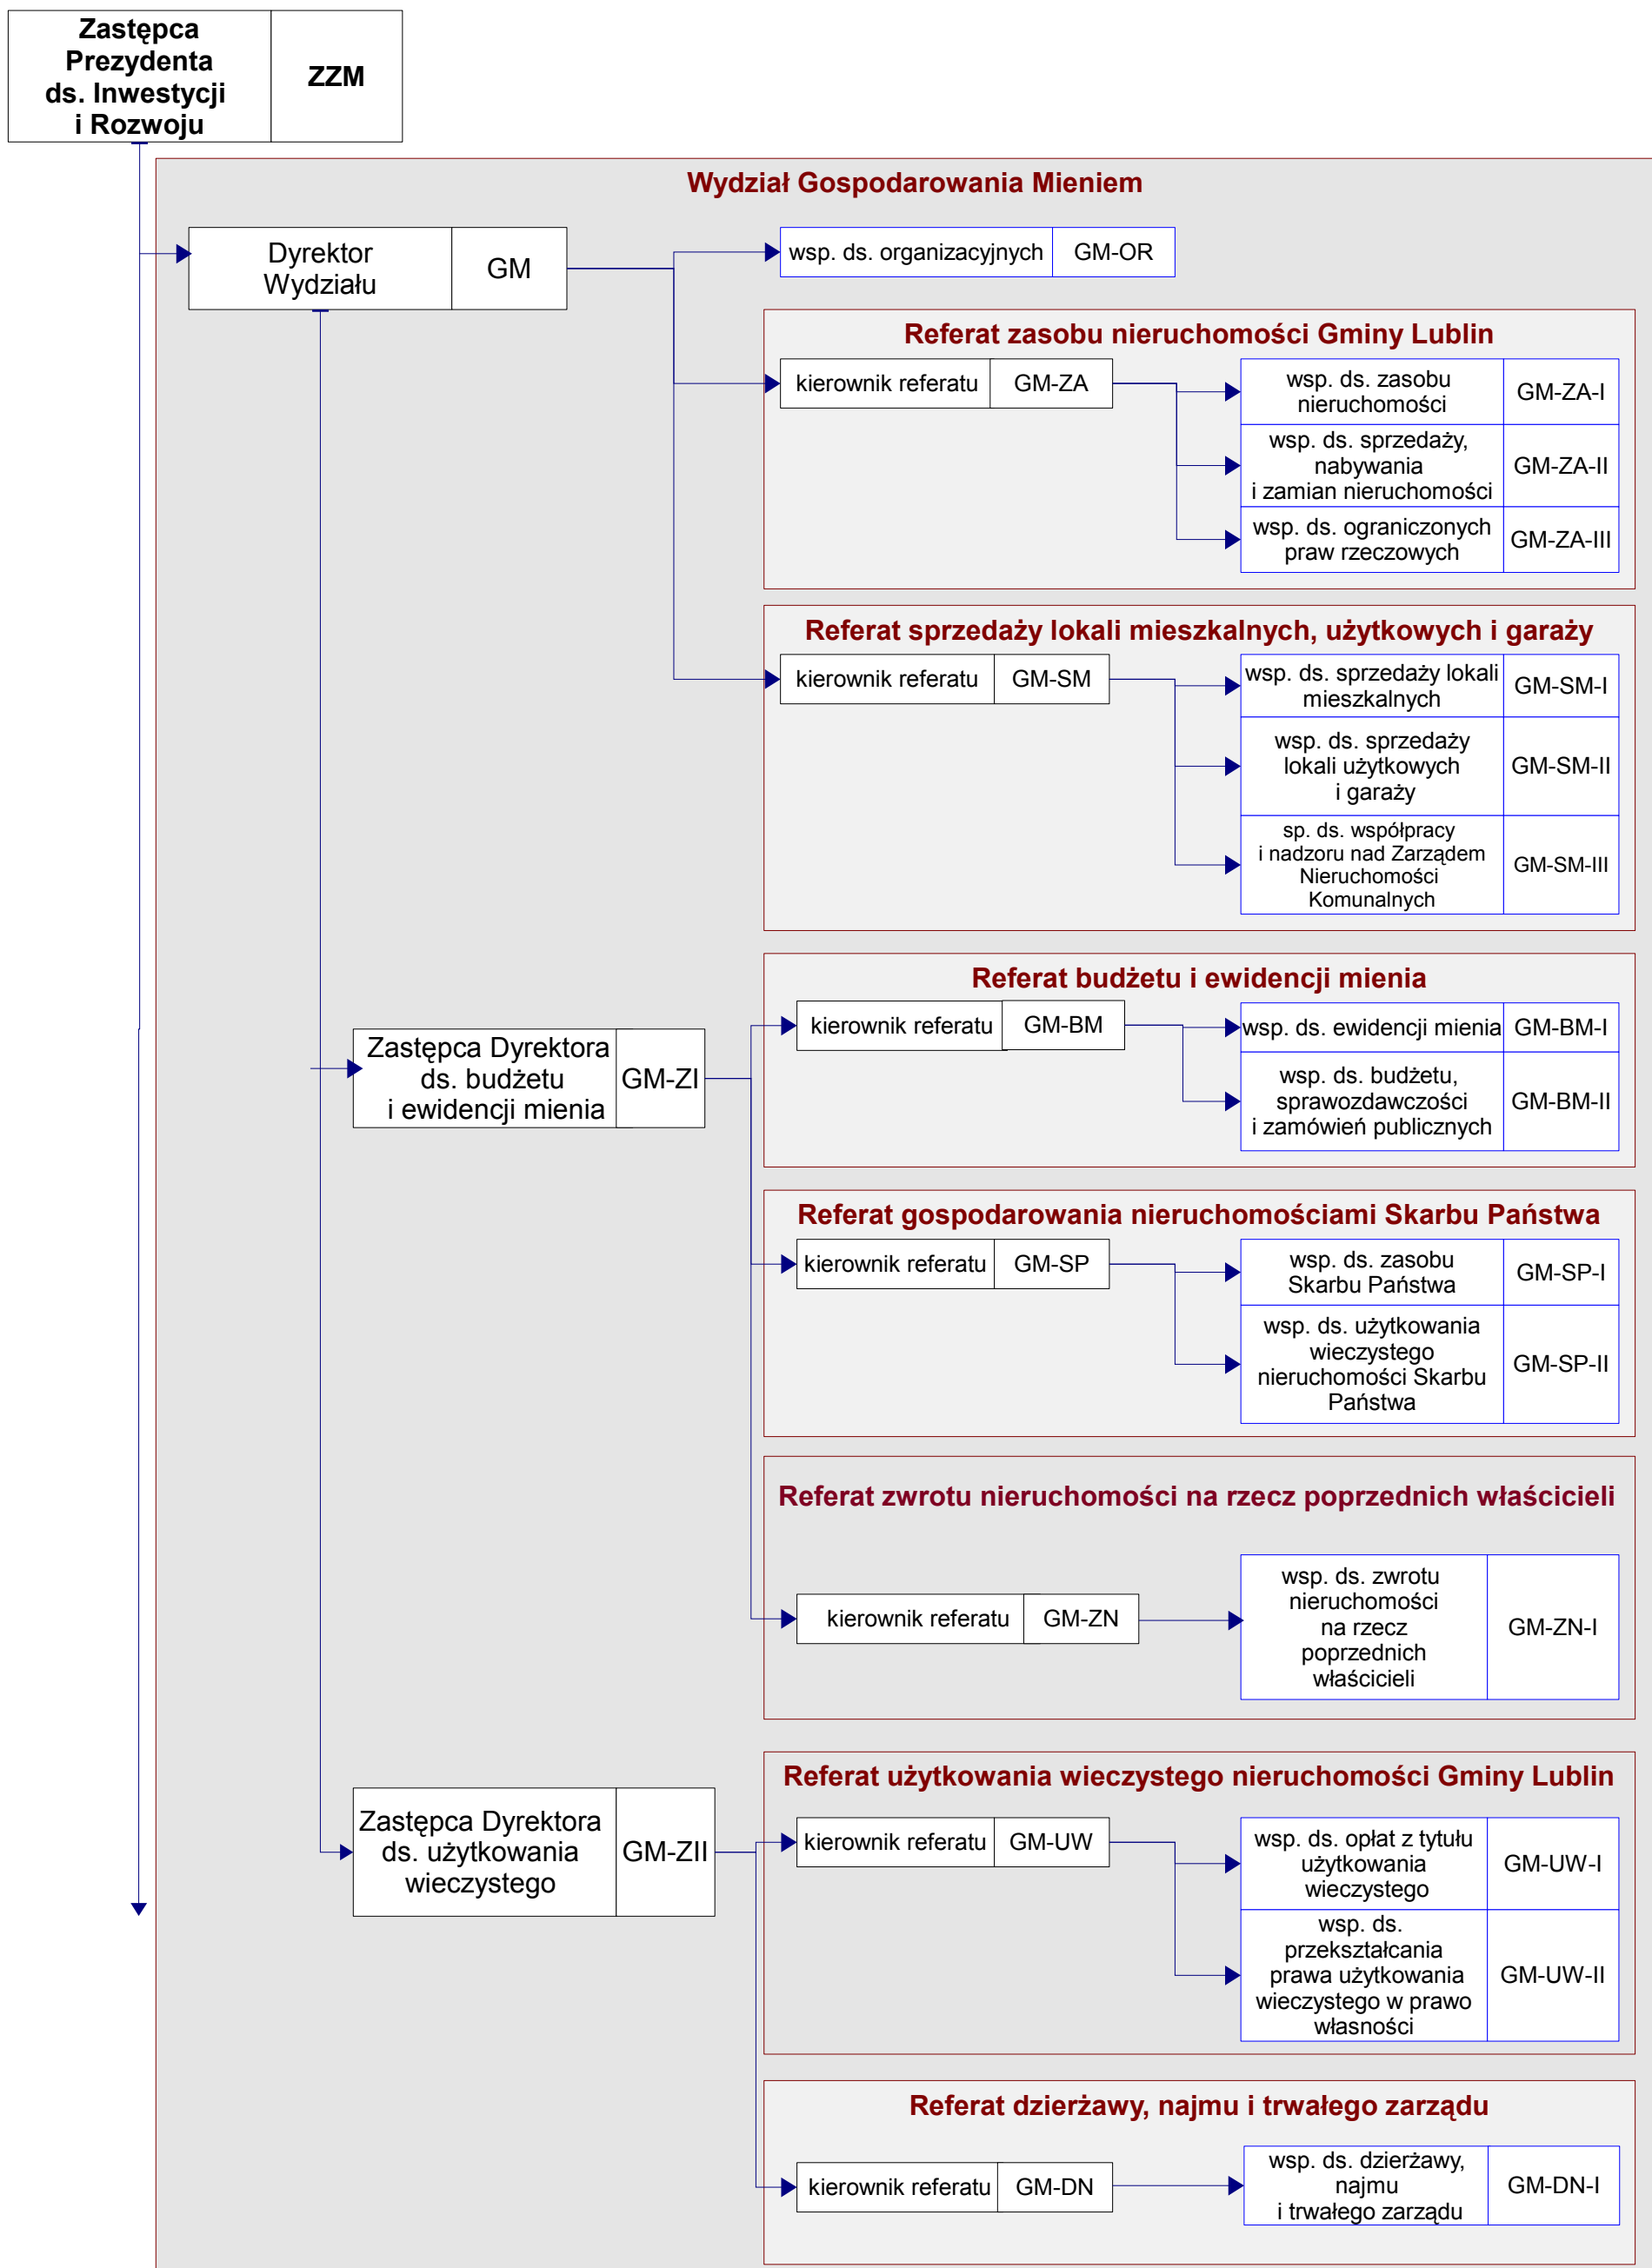 Zastępca
Prezydenta
ds. Inwestycji
i Rozwoju
ZZM
Wydział Gospodarowania Mieniem
Dyrektor
Wydziału
GM
wsp. ds. organizacyjnych
GM-OR
Referat zasobu nieruchomości Gminy Lublin
kierownik referatu
GM-ZA
wsp. ds. zasobu
nieruchomości
GM-ZA-I
wsp. ds. sprzedaży,
nabywania
i zamian nieruchomości
GM-ZA-II
wsp. ds. ograniczonych
praw rzeczowych
GM-ZA-III
Referat sprzedaży lokali mieszkalnych, użytkowych i garaży
kierownik referatu
GM-SM
wsp. ds. sprzedaży lokali
mieszkalnych
GM-SM-I
wsp. ds. sprzedaży
lokali użytkowych
i garaży
GM-SM-II
sp. ds. współpracy
i nadzoru nad Zarządem
Nieruchomości
Komunalnych
GM-SM-III
Referat budżetu i ewidencji mienia
kierownik referatu
GM-BM
wsp. ds. ewidencji mienia
GM-BM-I
Zastępca Dyrektora
ds. budżetu
i ewidencji mienia
GM-ZI
wsp. ds. budżetu,
sprawozdawczości
i zamówień publicznych
GM-BM-II
Referat gospodarowania nieruchomościami Skarbu Państwa
kierownik referatu
GM-SP
wsp. ds. zasobu
Skarbu Państwa
GM-SP-I
wsp. ds. użytkowania
wieczystego
nieruchomości Skarbu
Państwa
GM-SP-II
Referat zwrotu nieruchomości na rzecz poprzednich właścicieli
kierownik referatu
GM-ZN
wsp. ds. zwrotu
nieruchomości
na rzecz
poprzednich
właścicieli
GM-ZN-I
Referat użytkowania wieczystego nieruchomości Gminy Lublin
Zastępca Dyrektora
ds. użytkowania
wieczystego
GM-ZII
kierownik referatu
GM-UW
wsp. ds. opłat z tytułu
użytkowania
wieczystego
GM-UW-I
wsp. ds.
przekształcania
prawa użytkowania
wieczystego w prawo
własności
GM-UW-II
Referat dzierżawy, najmu i trwałego zarządu
kierownik referatu
GM-DN
wsp. ds. dzierżawy,
najmu
i trwałego zarządu
GM-DN-I